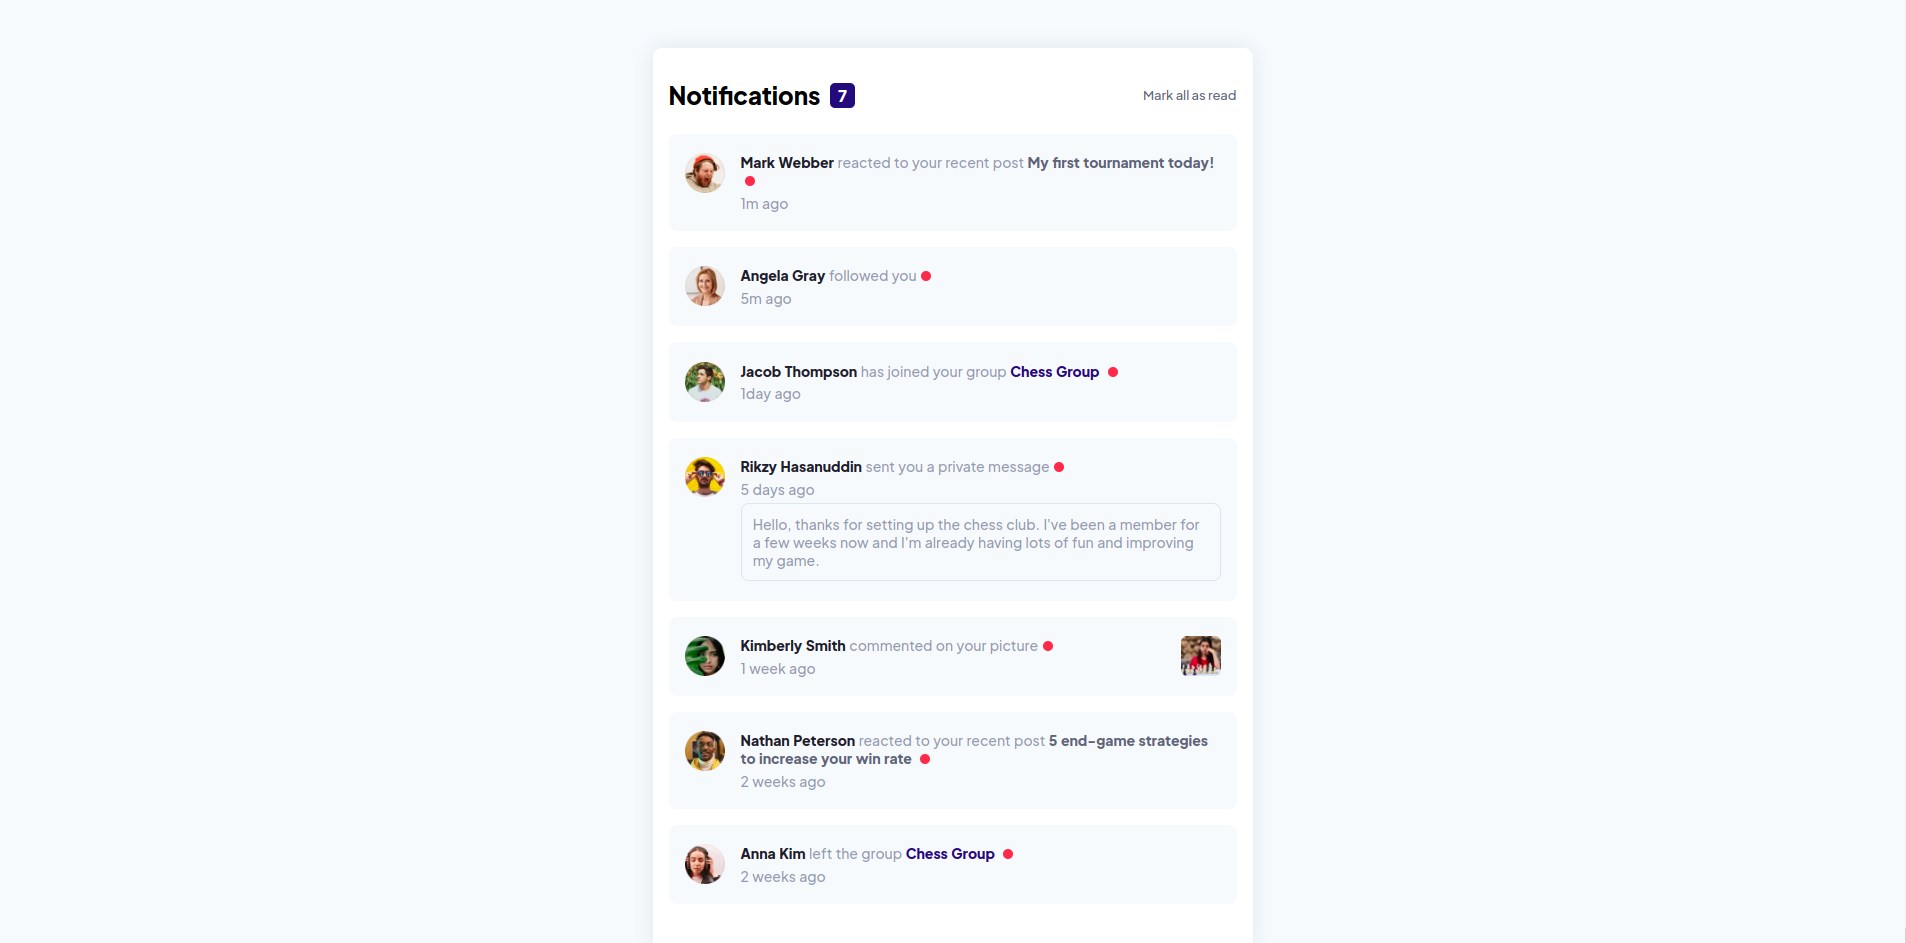 Notifications 7
Mark all as read
Mark Webber reacted to your recent post My first tournament today!
1m ago
Angela Gray followed you
5m ago
Jacob Thompson has joined your group Chess Group
1day ago
Rikzy Hasanuddin sent you a private message
5 days ago
Hello, thanks for setting up the chess club. I've been a member for
a few weeks now and I'm already having lots of fun and improving
my game.
Kimberly Smith commented on your picture
1 week ago
Nathan Peterson reacted to your recent post 5 end-game strategies
to increase your win rate
2 weeks ago
Anna Kim left the group Chess Group
2 weeks ago